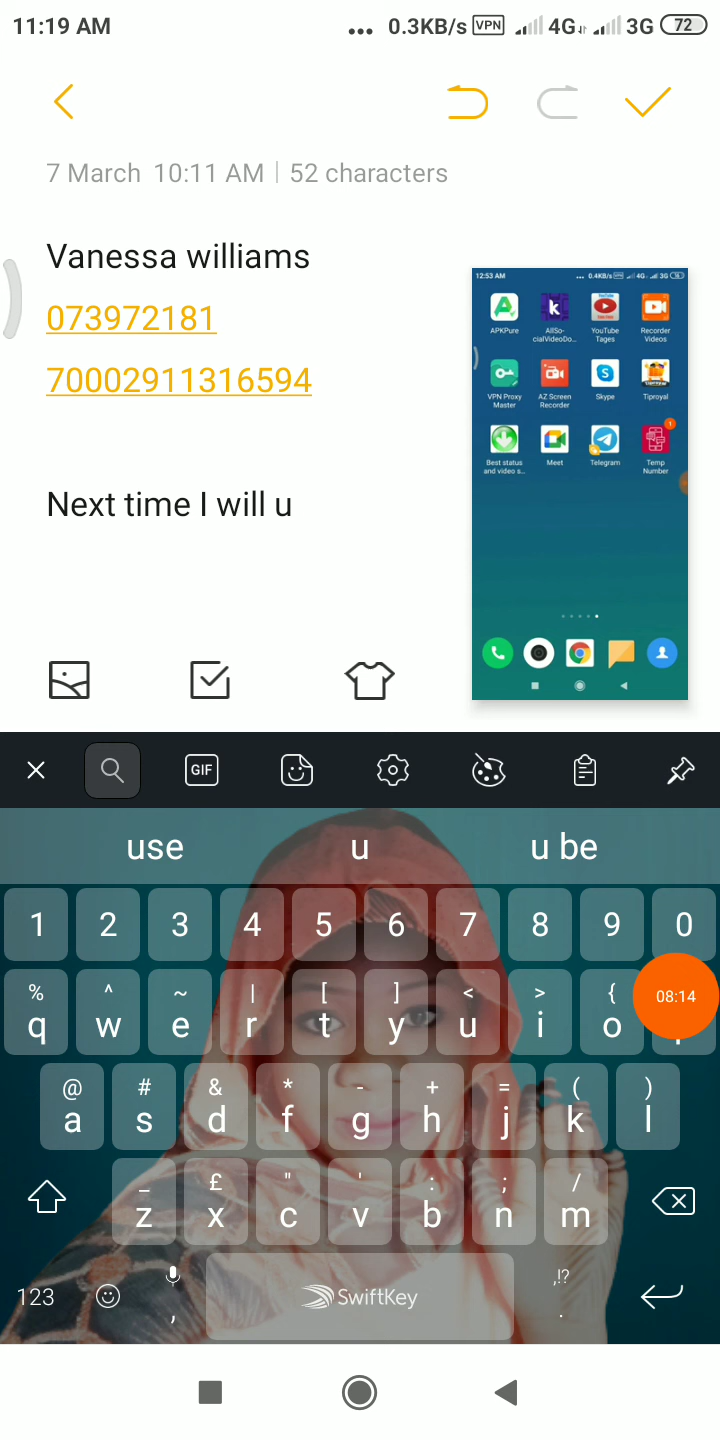 11:19 AM ... 0.3KB/s VPN 4G 3G 72
7 March 10:11 AM | 52 characters
Vanessa williams
073972181
70002911316594
Next time I will u
12:53 AM ... 0.4KB/s 4G 3G
APKPure AllSo-cialVideoDo... YouTube Tages Recorder Videos
VPN Proxy Master AZ Screen Recorder Skype Tiproyal
Best status and video s... Meet Telegram Temp Number
GIF
use u u be
1 2 3 4 5 6 7 8 9 0
% ^ ~ | [ ] < > {
q w e r t y u i o
08:14
@ # & * - + = ( )
a s d f g h j k l
_ £ " ' : ; /
z x c v b n m
123 , SwiftKey ,!? .